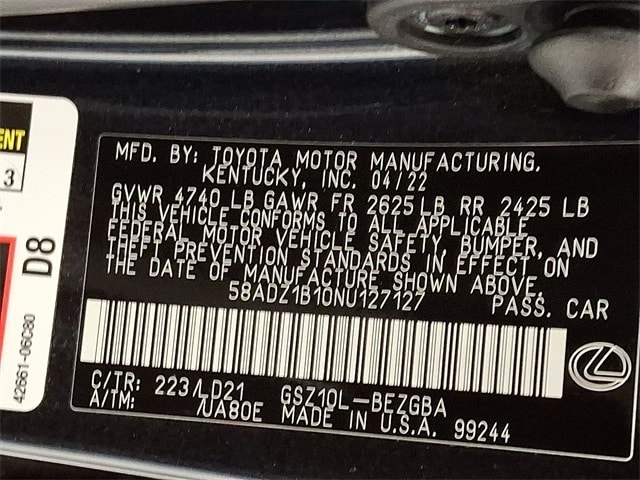 ENT
3
D8
42661-06C80
MFD. BY: TOYOTA MOTOR MANUFACTURING,
KENTUCKY, INC. 04/22
GVWR 4740 LB GAWR FR 2625 LB RR 2425 LB
THIS VEHICLE CONFORMS TO ALL APPLICABLE
FEDERAL MOTOR VEHICLE SAFETY, BUMPER, AND
THEFT PREVENTION STANDARDS IN EFFECT ON
THE DATE OF MANUFACTURE SHOWN ABOVE.
58ADZ1B10NU127127 PASS. CAR
C/TR: 223/LD21 GSZ10L-BEZGBA
A/TM: /UA80E MADE IN U.S.A. 99244